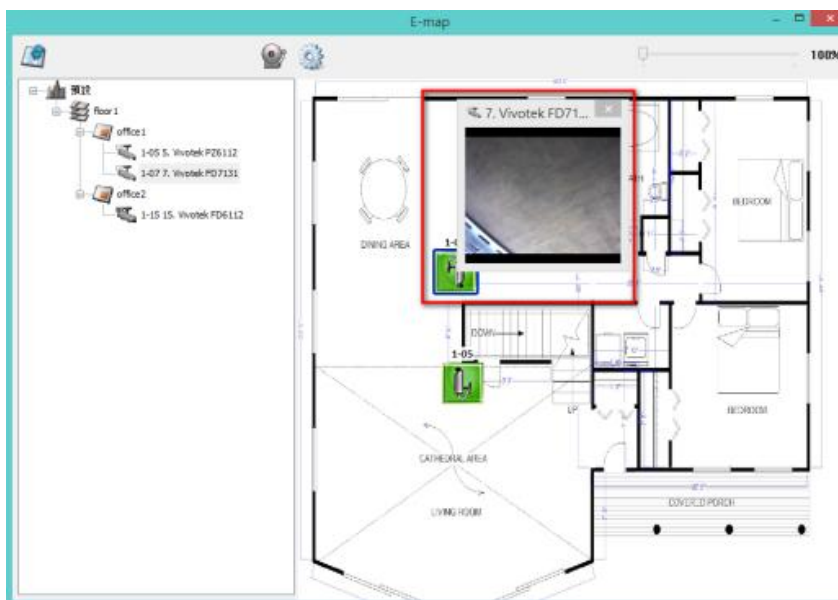 E-map
100%
預設
floor1
office1
1-05 5. Vivotek PZ6112
1-07 7. Vivotek FD7131
office2
1-15 15. Vivotek FD6112
7. Vivotek FD71...
BEDROOM
DINING AREA
DOWN
1-05
UP
BEDROOM
CATHEDRAL AREA
LIVING ROOM
COVERED PORCH